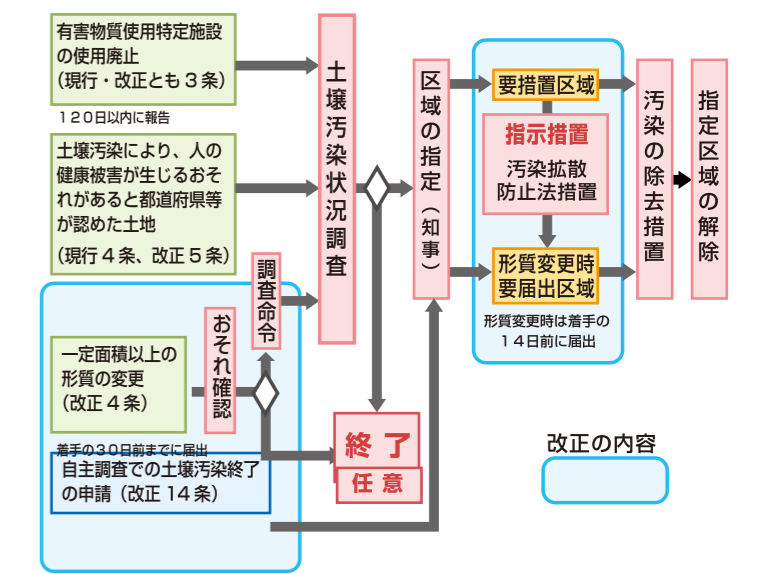 有害物質使用特定施設
の使用廃止
（現行・改正とも3条）
120日以内に報告
土壌汚染により、人の
健康被害が生じるおそ
れがあると都道府県等
が認めた土地
（現行4条、改正5条）
一定面積以上の
形質の変更
（改正4条）
着手の30日前までに届出
自主調査での土壌汚染終了
の申請（改正14条）
おそれ確認
調査命令
土壌汚染状況調査
終了
任意
区域の指定（知事）
要措置区域
指示措置
汚染拡散
防止法措置
形質変更時
要届出区域
形質変更時は着手の
14日前に届出
汚染の除去措置
指定区域の解除
改正の内容